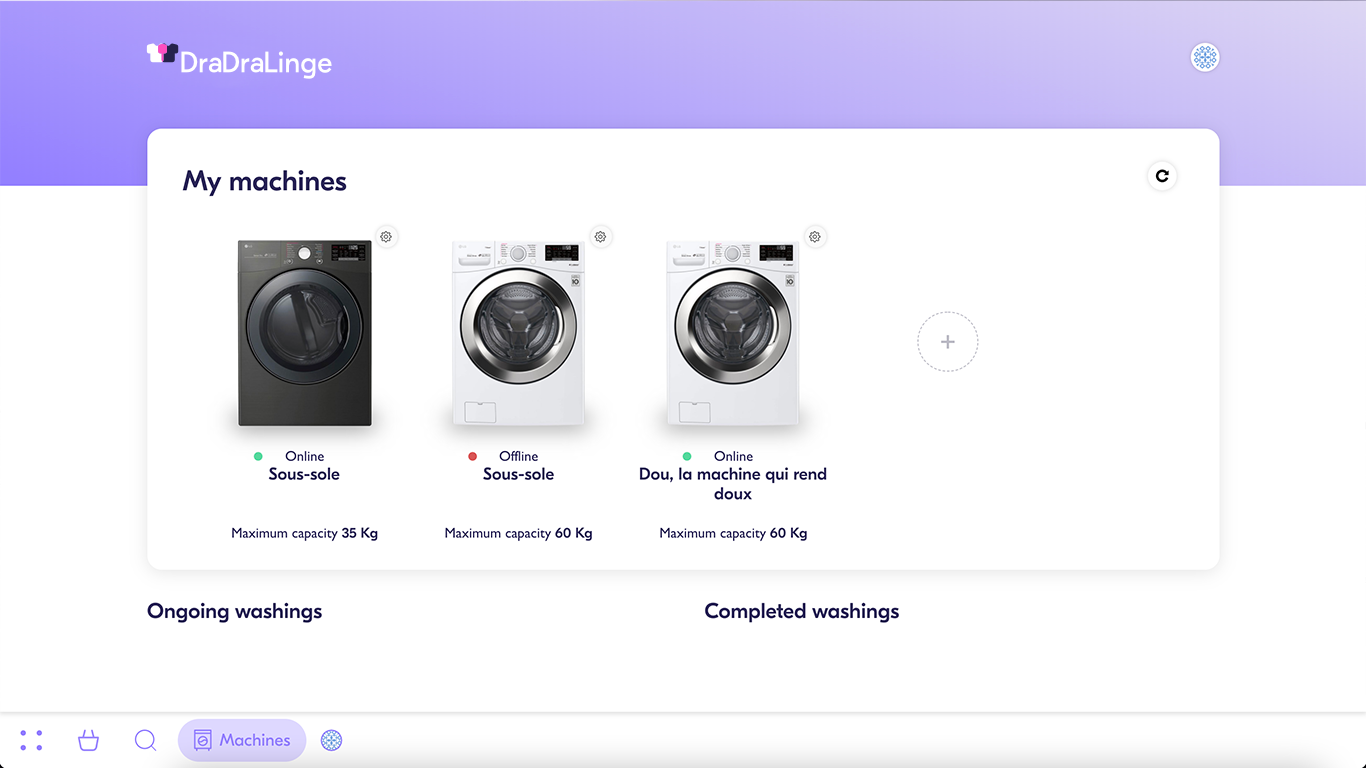 DraDraLinge
My machines
Online
Sous-sole
Maximum capacity 35 Kg
Offline
Sous-sole
Maximum capacity 60 Kg
Online
Dou, la machine qui rend
doux
Maximum capacity 60 Kg
Ongoing washings
Completed washings
Machines